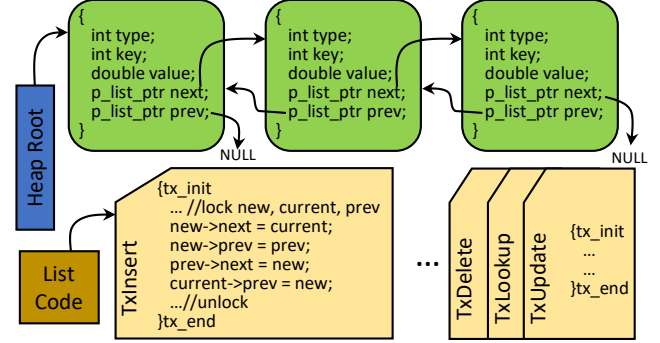 {
int type;
int key;
double value;
p_list_ptr next;
p_list_ptr prev;
}
{
int type;
int key;
double value;
p_list_ptr next;
p_list_ptr prev;
}
{
int type;
int key;
double value;
p_list_ptr next;
p_list_ptr prev;
}
NULL
NULL
Heap Root
List
Code
TxInsert
{tx_init
... //lock new, current, prev
new->next = current;
new->prev = prev;
prev->next = new;
current->prev = new;
...//unlock
}tx_end
...
TxDelete
TxLookup
TxUpdate
{tx_init
...
...
}tx_end